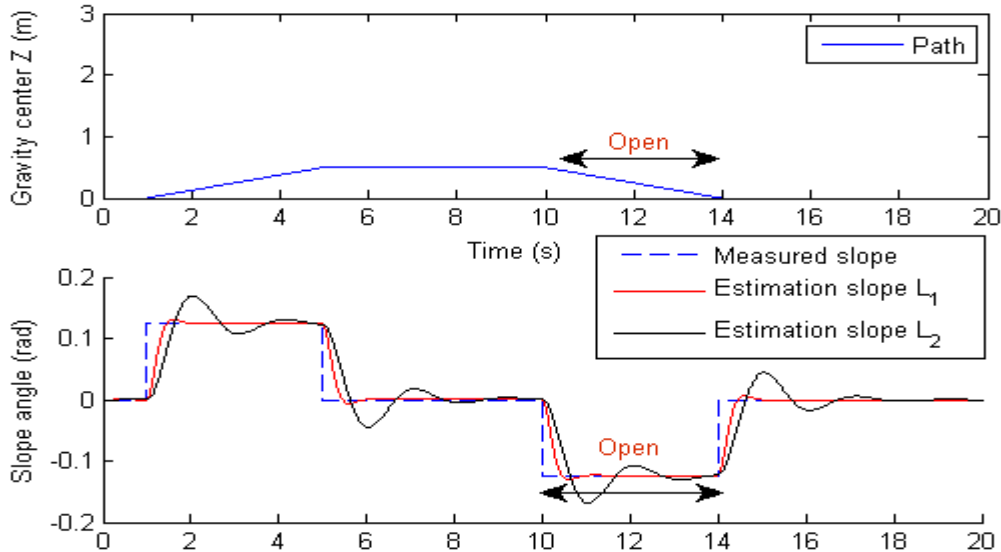 Gravity center Z (m)
3
2
1
0
Path
Open
0 2 4 6 8 10 12 14 16 18 20
Time (s)
Measured slope
Estimation slope L1
Estimation slope L2
Slope angle (rad)
0.2
0.1
0
-0.1
-0.2
Open
0 2 4 6 8 10 12 14 16 18 20